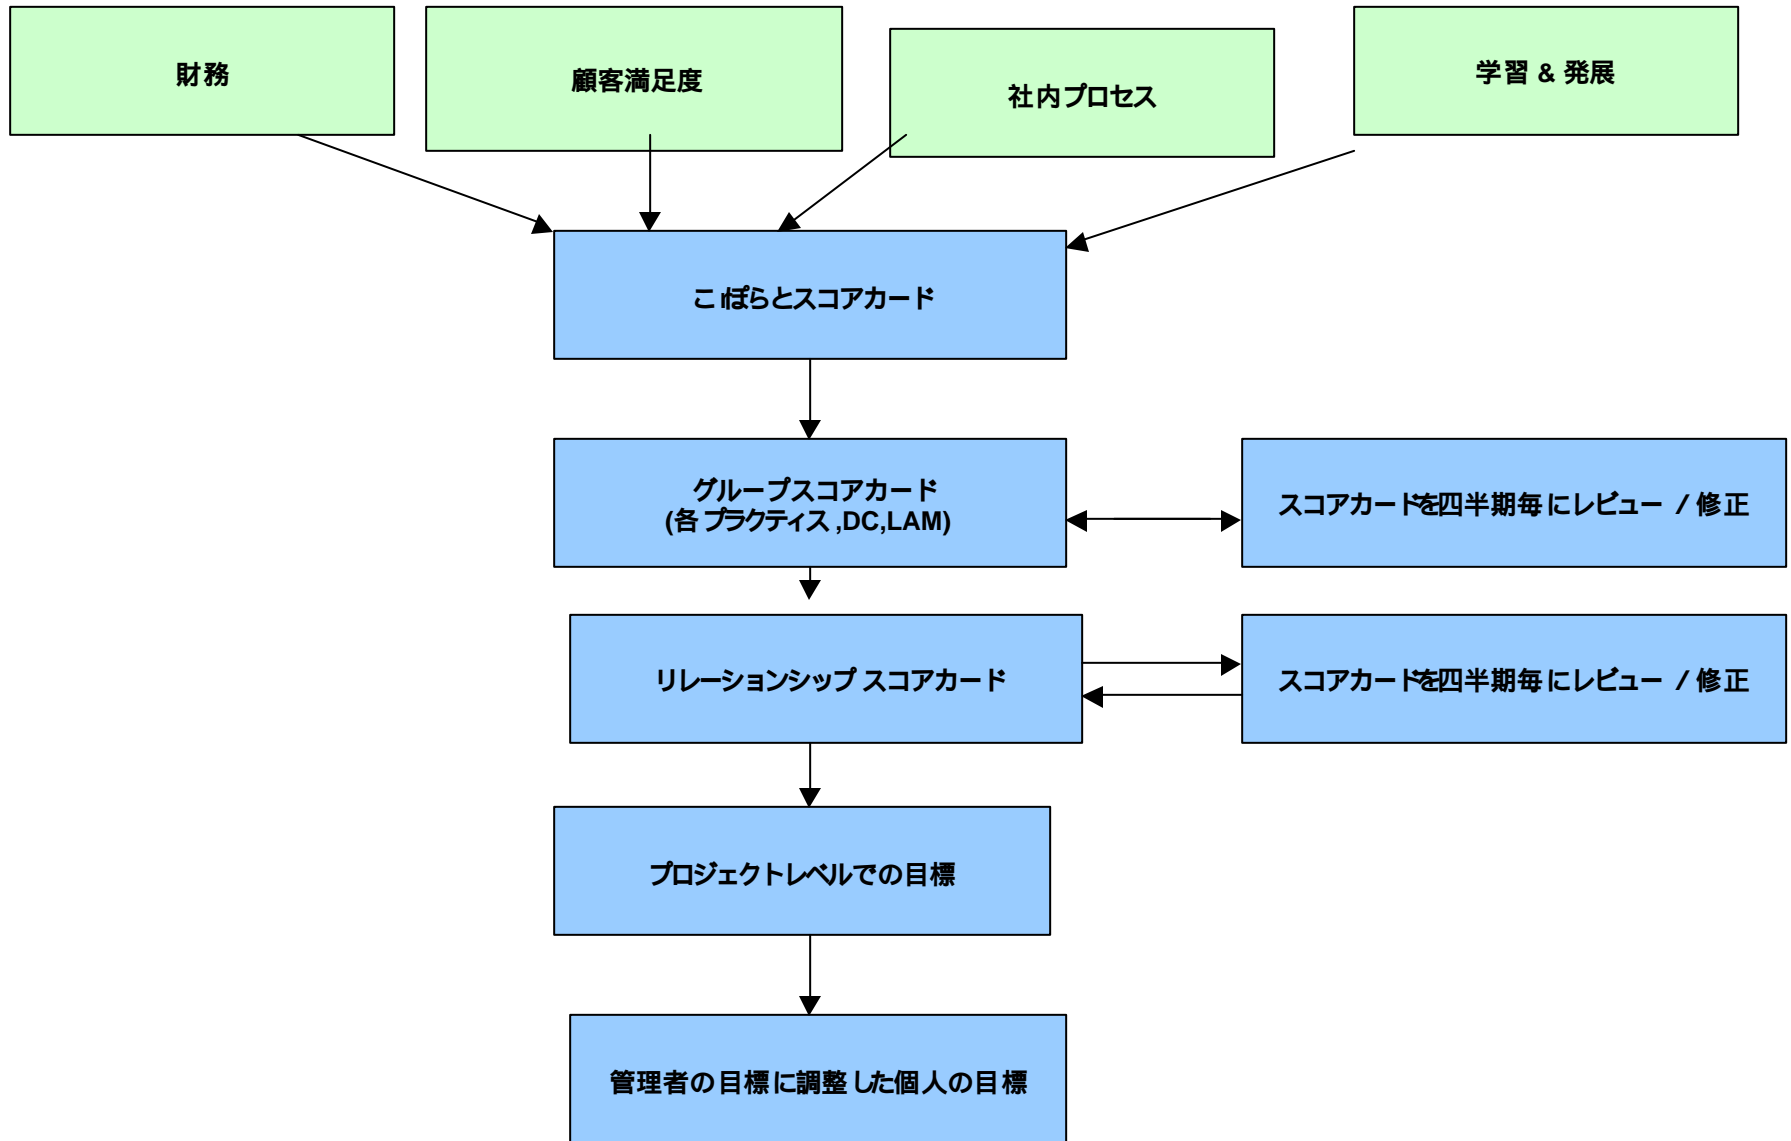 財務
顧客満足度
社内プロセス
学習 & 発展
こーぽらとスコアカード
グループスコアカード
(各プラクティス,DC,LAM)
スコアカードを四半期毎にレビュー / 修正
リレーションシップ スコアカード
スコアカードを四半期毎にレビュー / 修正
プロジェクトレベルでの目標
管理者の目標に調整した個人の目標